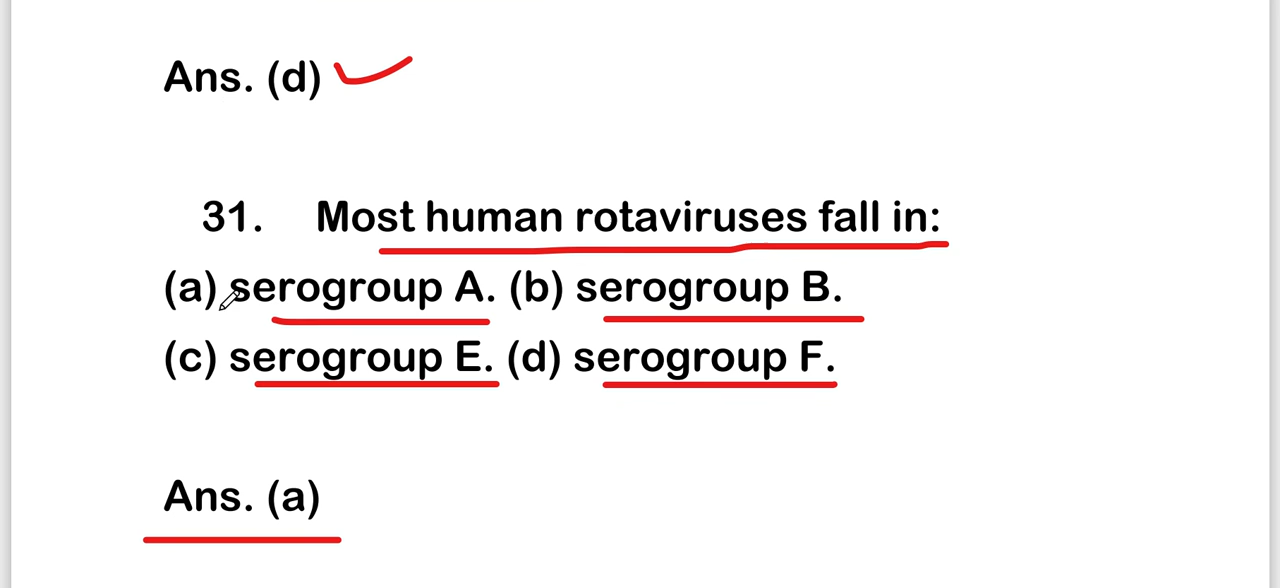 Ans. (d)
31. Most human rotaviruses fall in:
(a) serogroup A. (b) serogroup B.
(c) serogroup E. (d) serogroup F.
Ans. (a)